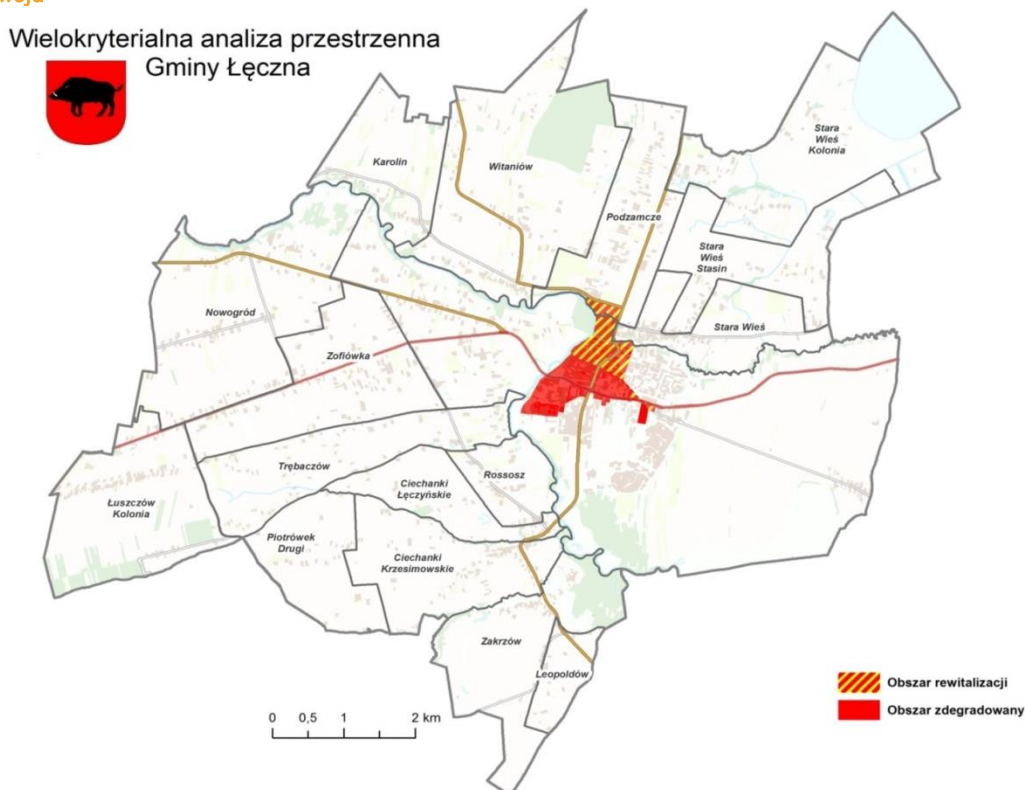 Wielokryterialna analiza przestrzenna
Gminy Łęczna
Stara
Wieś
Kolonia
Karolin
Witaniów
Podzamcze
Stara
Wieś
Stasin
Nowogród
Stara Wieś
Zofiówka
Trębaczów
Rossosz
Ciechanki
Łęczyńskie
Łuszczów
Kolonia
Piotrówek
Drugi
Ciechanki
Krzesimowskie
Zakrzów
Leopoldów
Obszar rewitalizacji
Obszar zdegradowany
0 0,5 1 2 km